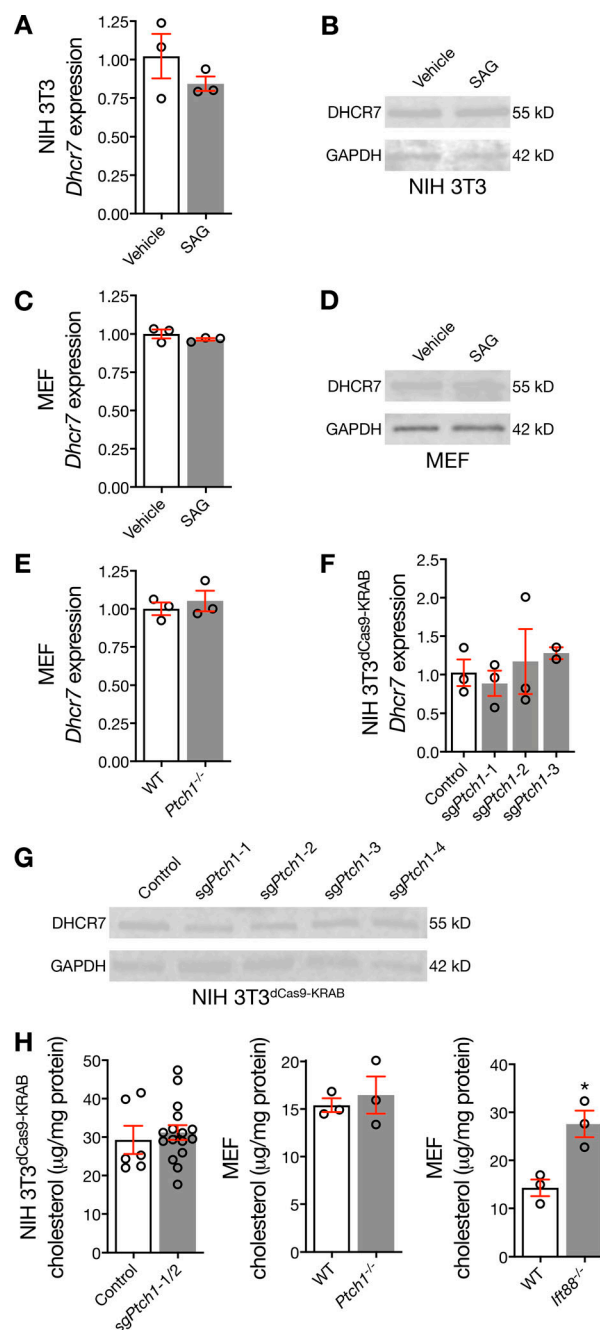 A
NIH 3T3
Dhcr7 expression
1.25
1.00
0.75
0.50
0.25
0.00
Vehicle
SAG
B
Vehicle
SAG
DHCR7
55 kD
GAPDH
42 kD
NIH 3T3
C
MEF
Dhcr7 expression
1.25
1.00
0.75
0.50
0.25
0.00
Vehicle
SAG
D
Vehicle
SAG
DHCR7
55 kD
GAPDH
42 kD
MEF
E
MEF
Dhcr7 expression
1.25
1.00
0.75
0.50
0.25
0.00
WT
Ptch1-/-
F
NIH 3T3dCas9-KRAB
Dhcr7 expression
2.5
2.0
1.5
1.0
0.5
0.0
Control
sgPtch1-1
sgPtch1-2
sgPtch1-3
G
Control
sgPtch1-1
sgPtch1-2
sgPtch1-3
sgPtch1-4
DHCR7
55 kD
GAPDH
42 kD
NIH 3T3dCas9-KRAB
H
NIH 3T3dCas9-KRAB
cholesterol (µg/mg protein)
50
40
30
20
10
0
Control
sgPtch1-1/2
MEF
cholesterol (µg/mg protein)
20
15
10
5
0
WT
Ptch1-/-
MEF
cholesterol (µg/mg protein)
40
30
20
10
0
*
WT
Ift88-/-